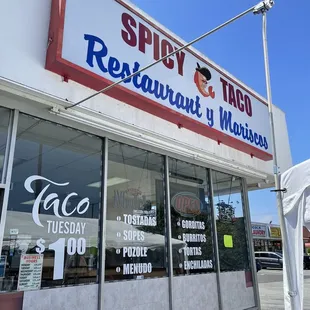 SPICY TACO
Restaurant y Mariscos
Taco
TUESDAY
$1.00
TOSTADAS
SOPES
POZOLE
MENUDO
GORDITAS
BURRITOS
TORTAS
ENCHILADAS